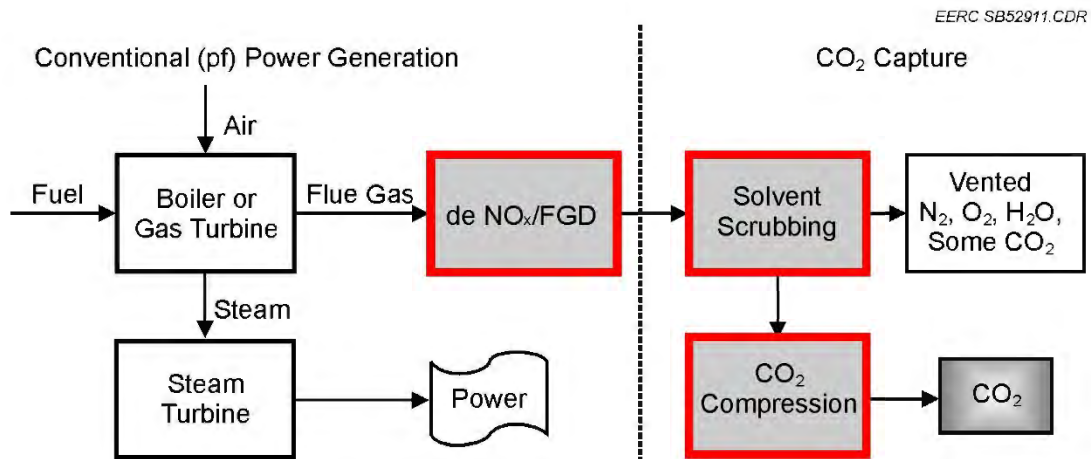 EERC SB52911.CDR
Conventional (pf) Power Generation
CO₂ Capture
Air
Fuel
Boiler or
Gas Turbine
Flue Gas
de NOₓ/FGD
Solvent
Scrubbing
Vented
N₂, O₂, H₂O,
Some CO₂
Steam
Steam
Turbine
Power
CO₂
Compression
CO₂